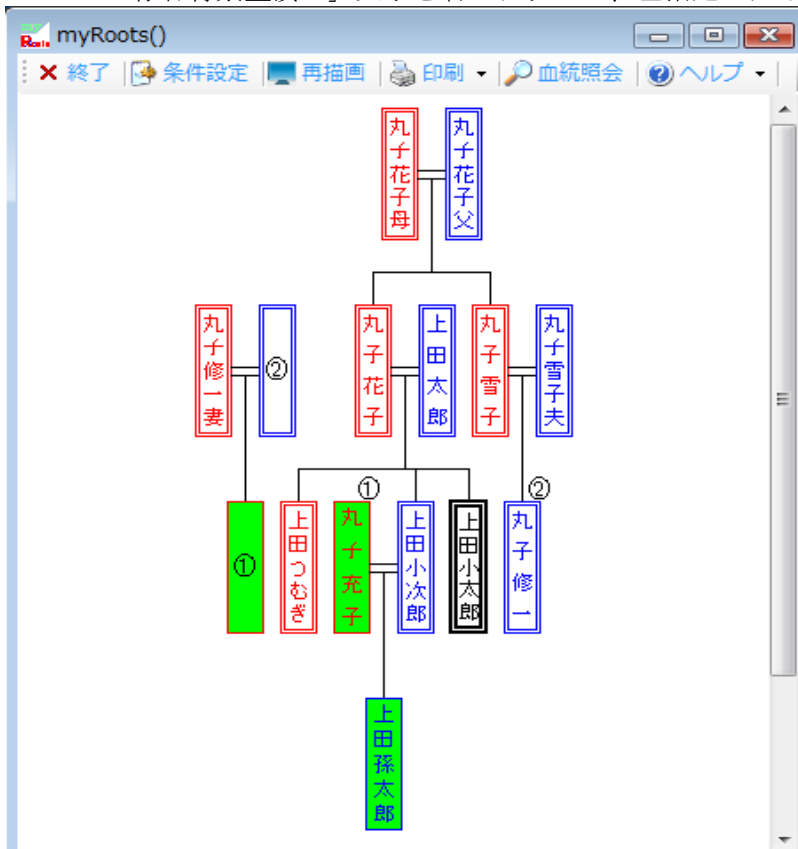 myRoots()
終了 条件設定 再描画 印刷 血統照会 ヘルプ
丸子花子母
丸子花子父
丸子修一妻
②
丸子花子
上田太郎
丸子雪子
丸子雪子夫
①
②
①
上田つむぎ
丸子充子
上田小次郎
上田小太郎
丸子修一
上田孫太郎